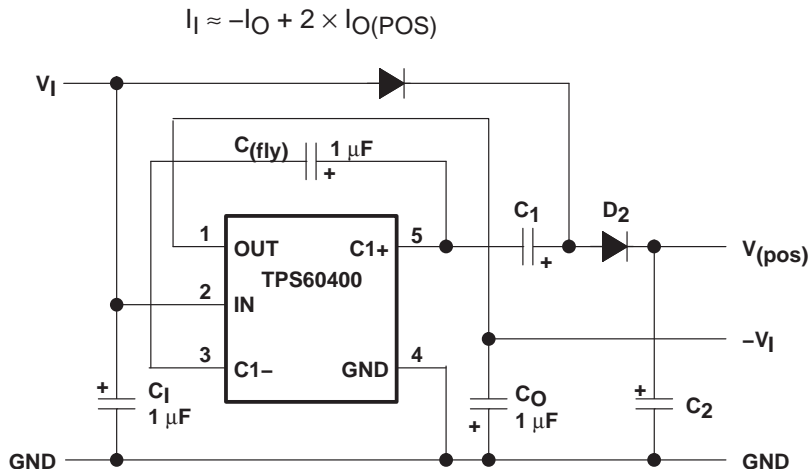 I_I ≈ –I_O + 2 × I_O(POS)
V_I
C_(fly)
1 μF
+
C_1
D_2
1
OUT
C1+
5
+
V_(pos)
TPS60400
2
IN
–V_I
3
C1–
GND
4
+
C_I
1 μF
+
C_O
1 μF
+
C_2
GND
GND